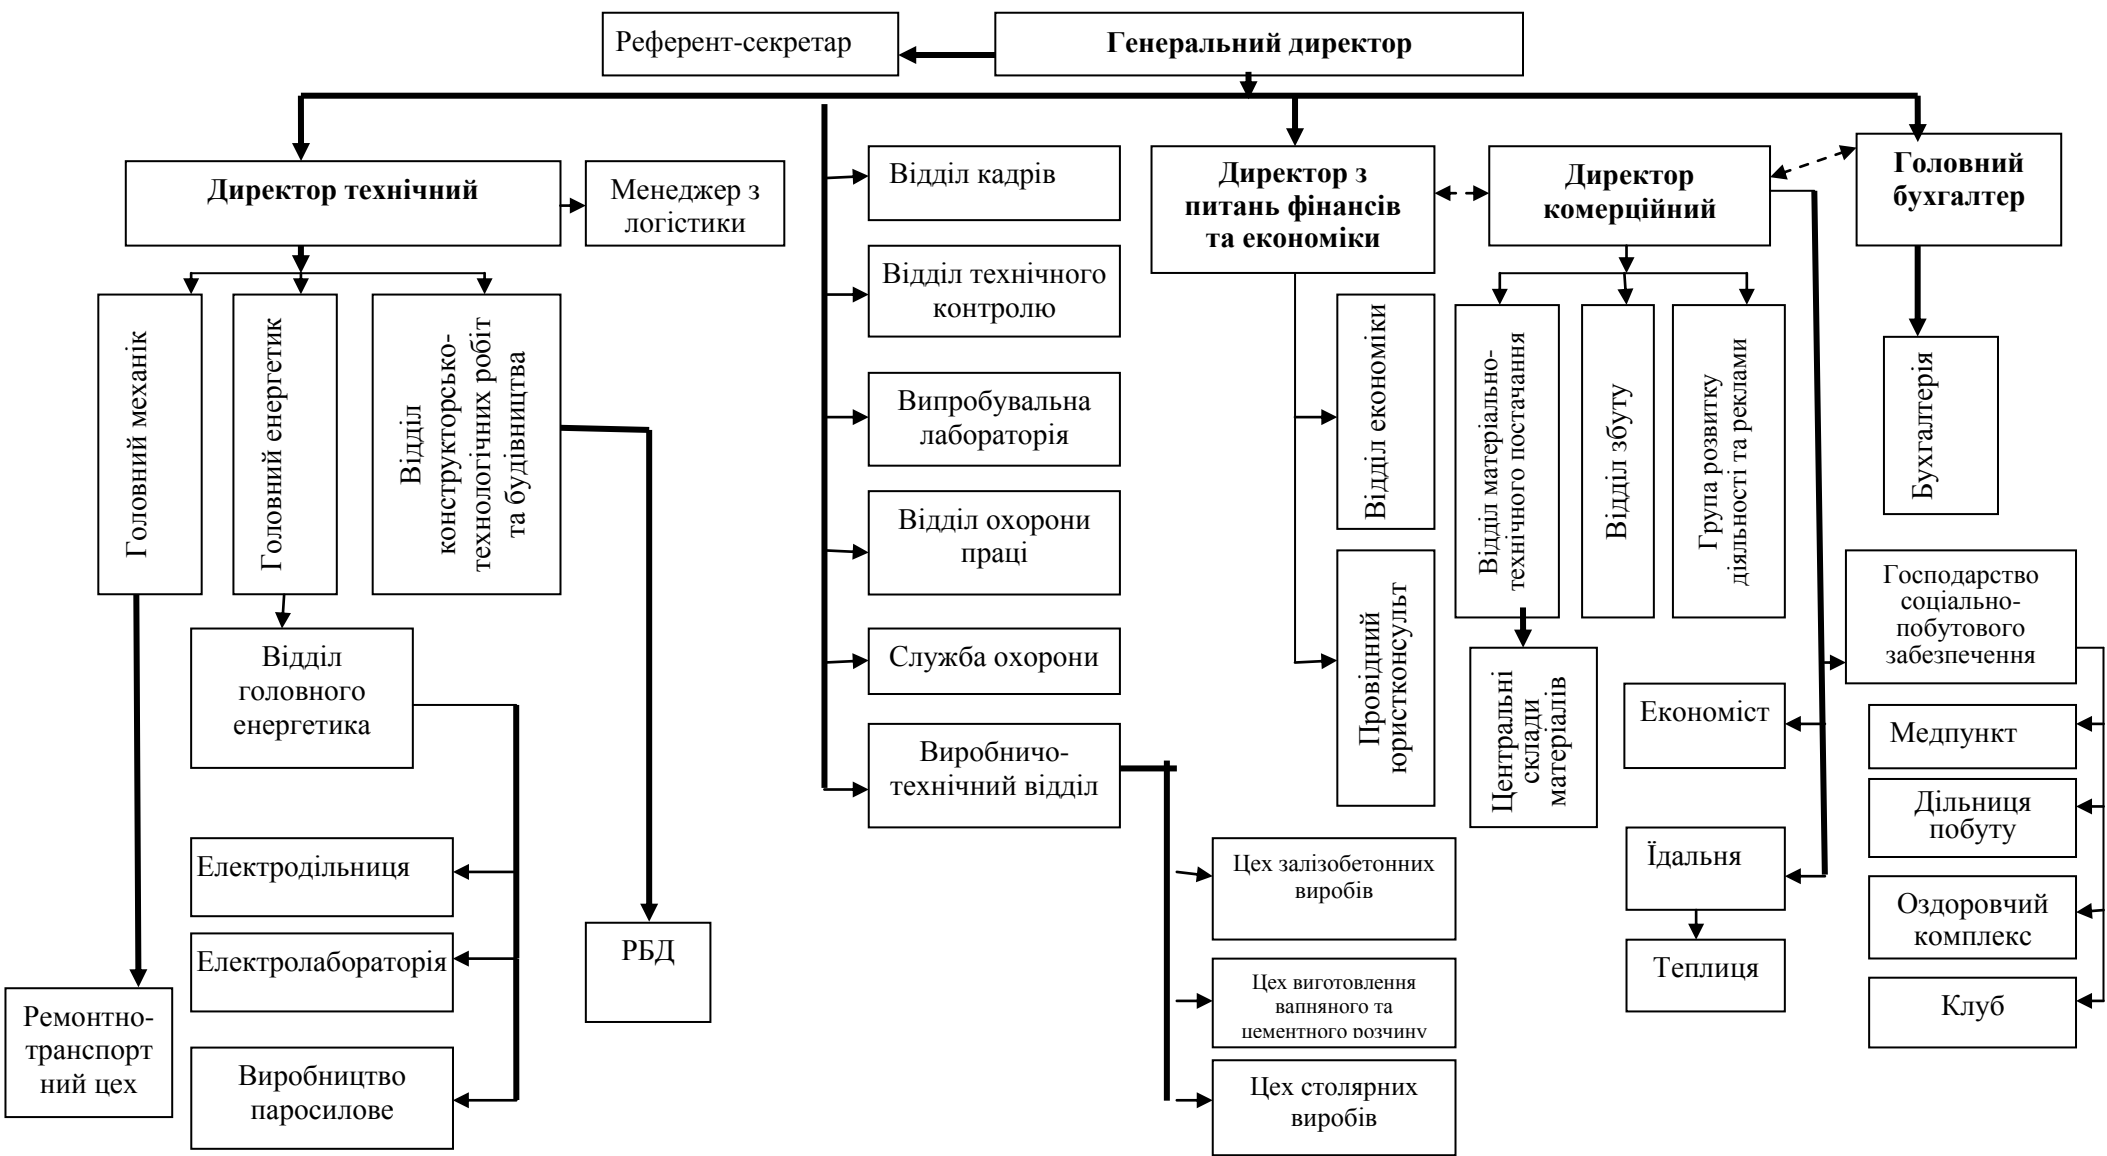 Референт-секретар
Генеральний директор
Директор технічний
Менеджер з
логістики
Відділ кадрів
Директор з
питань фінансів
та економіки
Директор
комерційний
Головний
бухгалтер
Відділ технічного
контролю
Випробувальна
лабораторія
Відділ охорони
праці
Служба охорони
Виробничо-
технічний відділ
Головний механік
Головний енергетик
Відділ
конструкторсько-
технологічних робіт
та будівництва
Відділ економіки
Провідний
юристконсульт
Відділ матеріально-
технічного постачання
Відділ збуту
Група розвитку
діяльності та реклами
Бухгалтерія
Відділ
головного
енергетика
Центральні
склади
матеріалів
Господарство
соціально-
побутового
забезпечення
Економіст
Медпункт
Дільниця
побуту
Їдальня
Оздоровчий
комплекс
Теплиця
Клуб
Електродільниця
Електролабораторія
Виробництво
паросилове
РБД
Ремонтно-
транспорт
ний цех
Цех залізобетонних
виробів
Цех виготовлення
вапняного та
цементного розчину
Цех столярних
виробів